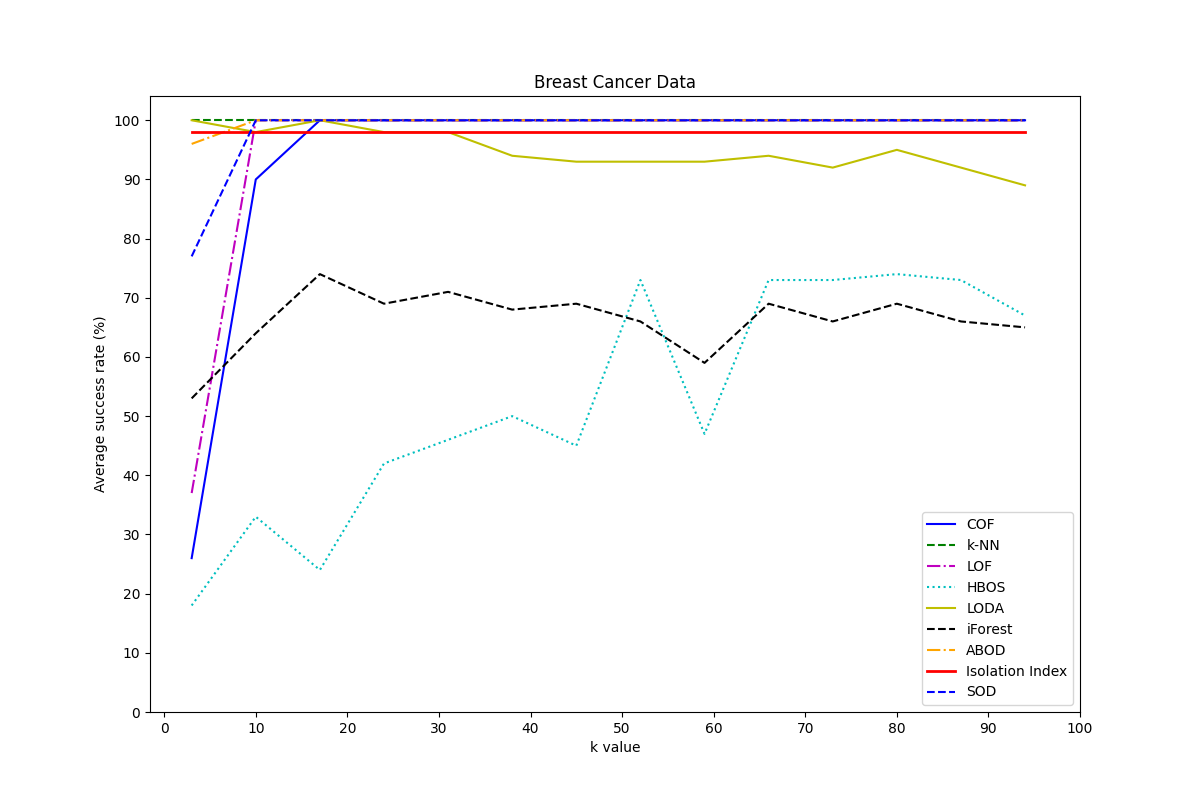 Breast Cancer Data
Average success rate (%)
100
90
80
70
60
50
40
30
20
10
0
0 10 20 30 40 50 60 70 80 90 100
k value
COF
k-NN
LOF
HBOS
LODA
iForest
ABOD
Isolation Index
SOD